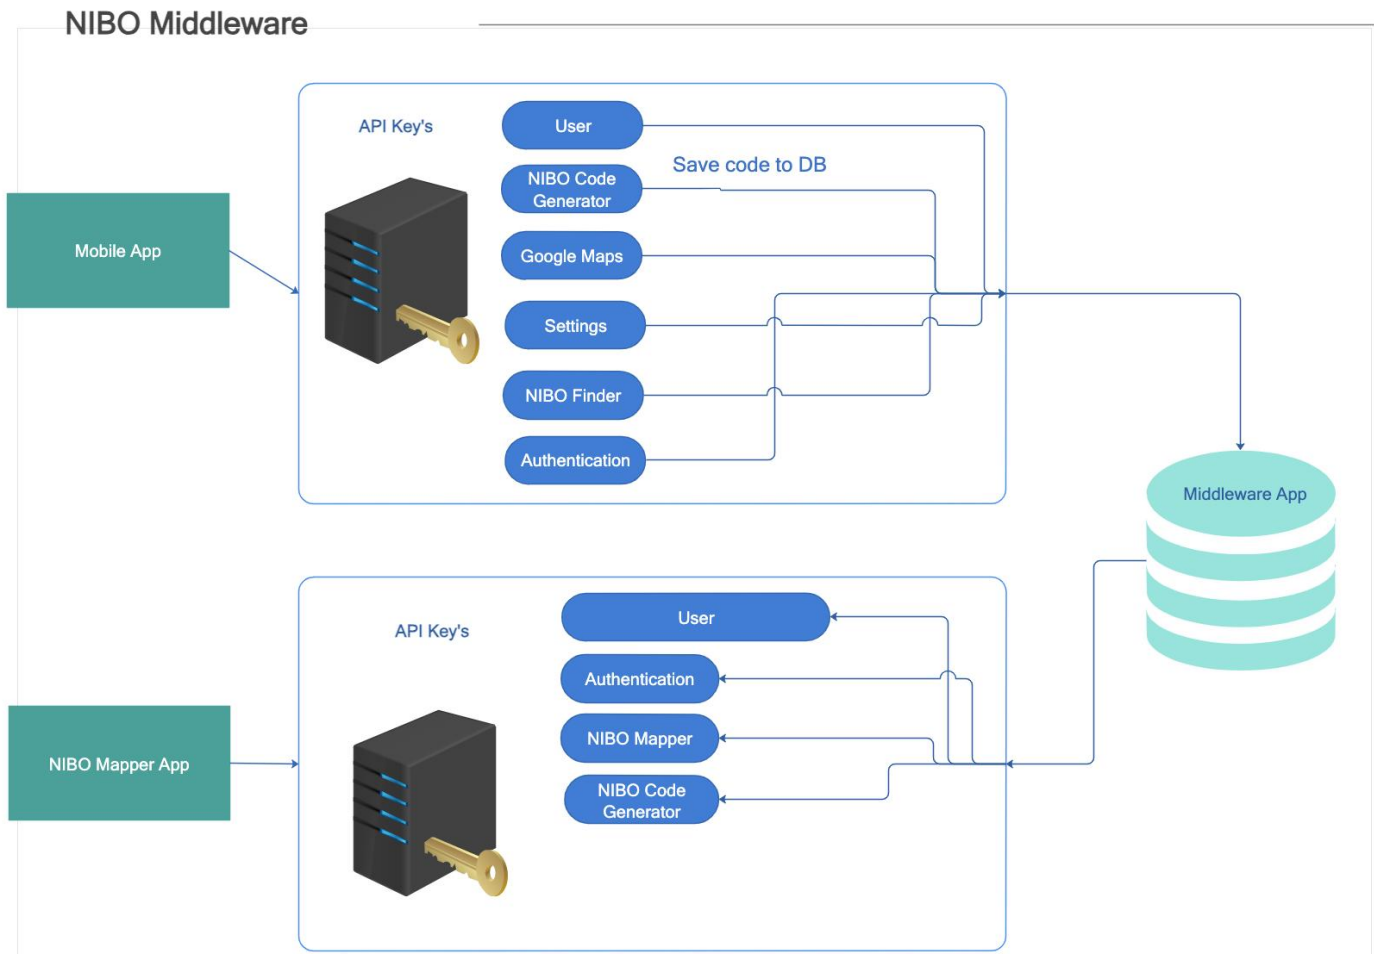 NIBO Middleware
API Key's
User
Save code to DB
NIBO Code
Generator
Mobile App
Google Maps
Settings
NIBO Finder
Authentication
Middleware App
API Key's
User
Authentication
NIBO Mapper
NIBO Mapper App
NIBO Code
Generator